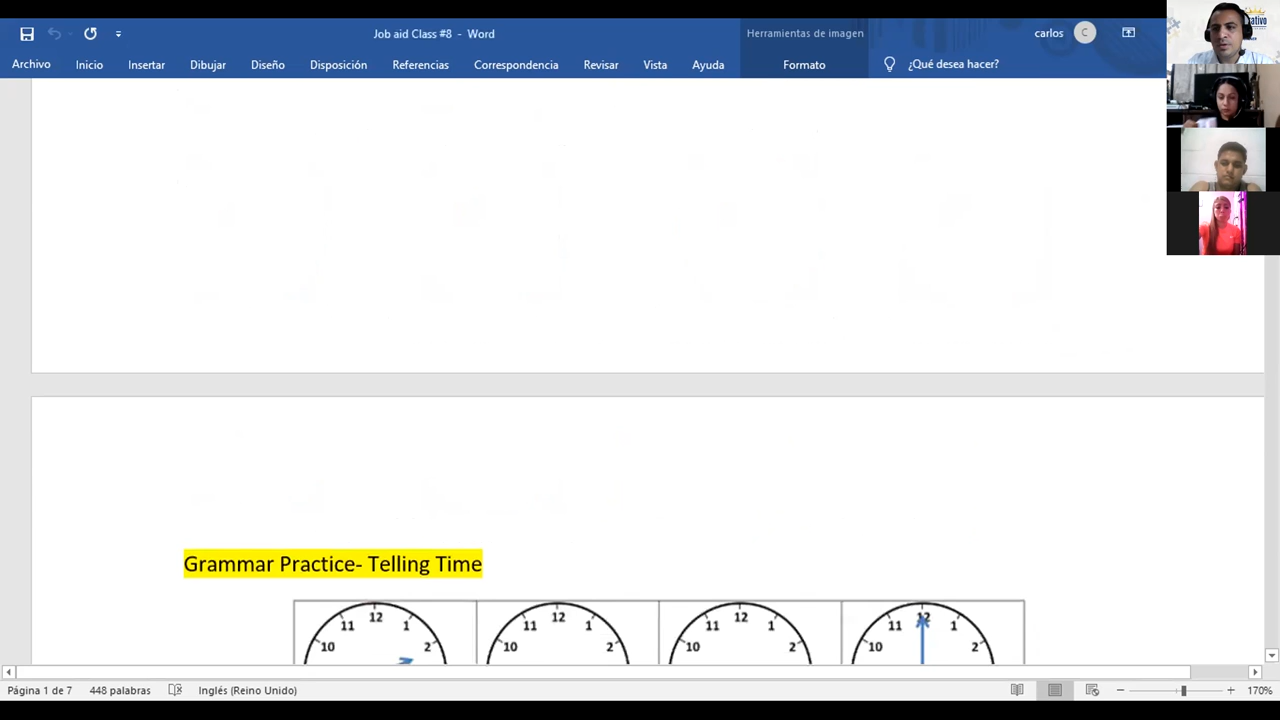 Job aid Class #8 - Word
Herramientas de imagen
carlos
C
Archivo
Inicio
Insertar
Dibujar
Diseño
Disposición
Referencias
Correspondencia
Revisar
Vista
Ayuda
Formato
¿Qué desea hacer?
Grammar Practice- Telling Time
12
11
1
10
2
12
11
1
10
2
12
11
1
10
2
12
11
1
10
2
Página 1 de 7
448 palabras
Inglés (Reino Unido)
170%